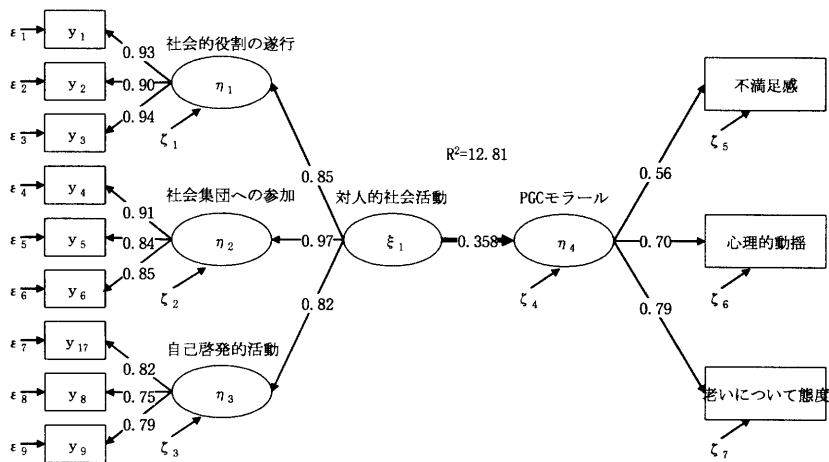 社会的役割の遂行
ε1 y1 0.93
ε2 y2 0.90 η1
ε3 y3 0.94
ζ1
社会集団への参加
ε4 y4 0.91
ε5 y5 0.84 η2
ε6 y6 0.85
ζ2
自己啓発的活動
ε7 y17 0.82
ε8 y8 0.75 η3
ε9 y9 0.79
ζ3
0.85
0.97
0.82
対人的社会活動
ξ1
R²=12.81
0.358
PGCモラール
η4
ζ4
0.56
0.70
0.79
不満足感
ζ5
心理的動揺
ζ6
老いについて態度
ζ7